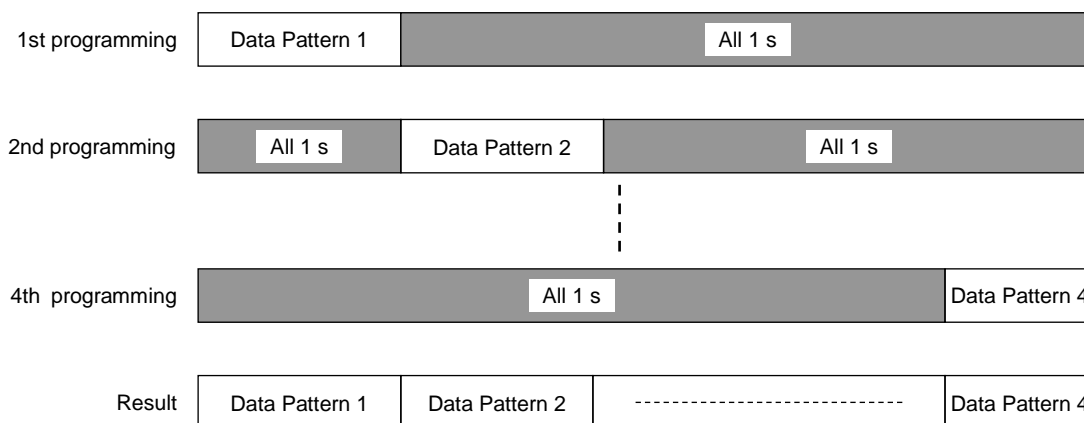 1st programming
Data Pattern 1
All 1 s
2nd programming
All 1 s
Data Pattern 2
All 1 s
4th programming
All 1 s
Data Pattern 4
Result
Data Pattern 1
Data Pattern 2
Data Pattern 4